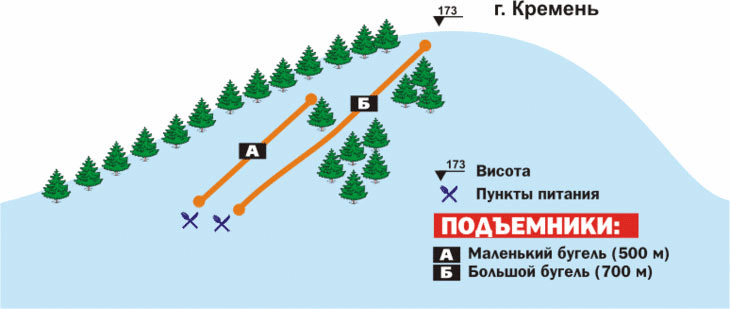 173
г. Кремень
Б
А
173 Висота
Пункты питания
ПОДЪЕМНИКИ:
А Маленький бугель (500 м)
Б Большой бугель (700 м)